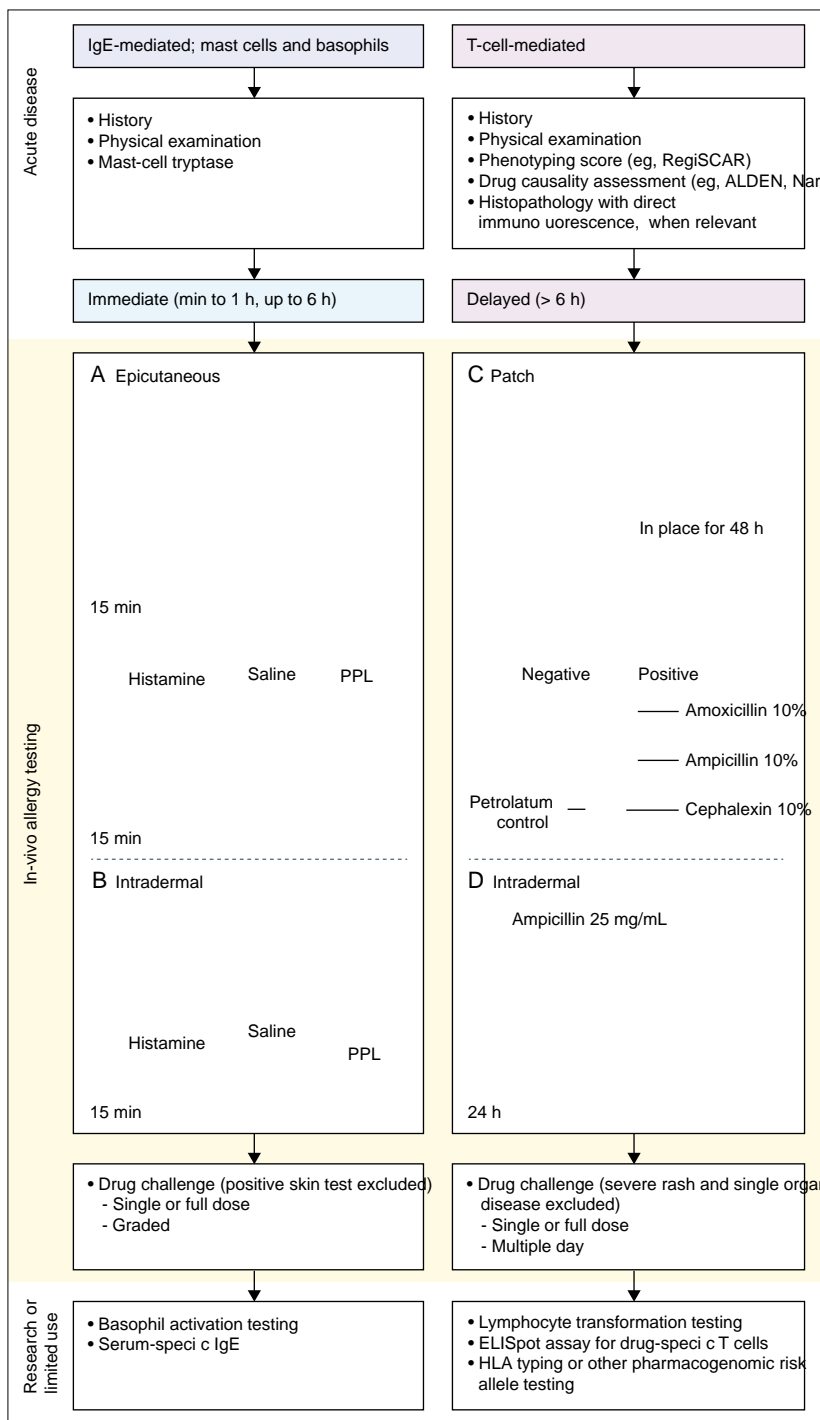 Acute disease
IgE-mediated; mast cells and basophils
• History
• Physical examination
• Mast-cell tryptase
Immediate (min to 1 h, up to 6 h)
T-cell-mediated
• History
• Physical examination
• Phenotyping score (eg, RegiSCAR)
• Drug causality assessment (eg, ALDEN, Nar
• Histopathology with direct
immuno uorescence, when relevant
Delayed (> 6 h)
In-vivo allergy testing
A Epicutaneous
15 min
Histamine
Saline
PPL
15 min
B Intradermal
Histamine
Saline
PPL
15 min
• Drug challenge (positive skin test excluded)
- Single or full dose
- Graded
C Patch
In place for 48 h
Negative
Positive
Amoxicillin 10%
Ampicillin 10%
Petrolatum
control
Cephalexin 10%
D Intradermal
Ampicillin 25 mg/mL
24 h
• Drug challenge (severe rash and single orga
disease excluded)
- Single or full dose
- Multiple day
Research or
limited use
• Basophil activation testing
• Serum-speci c IgE
• Lymphocyte transformation testing
• ELISpot assay for drug-speci c T cells
• HLA typing or other pharmacogenomic risk
allele testing